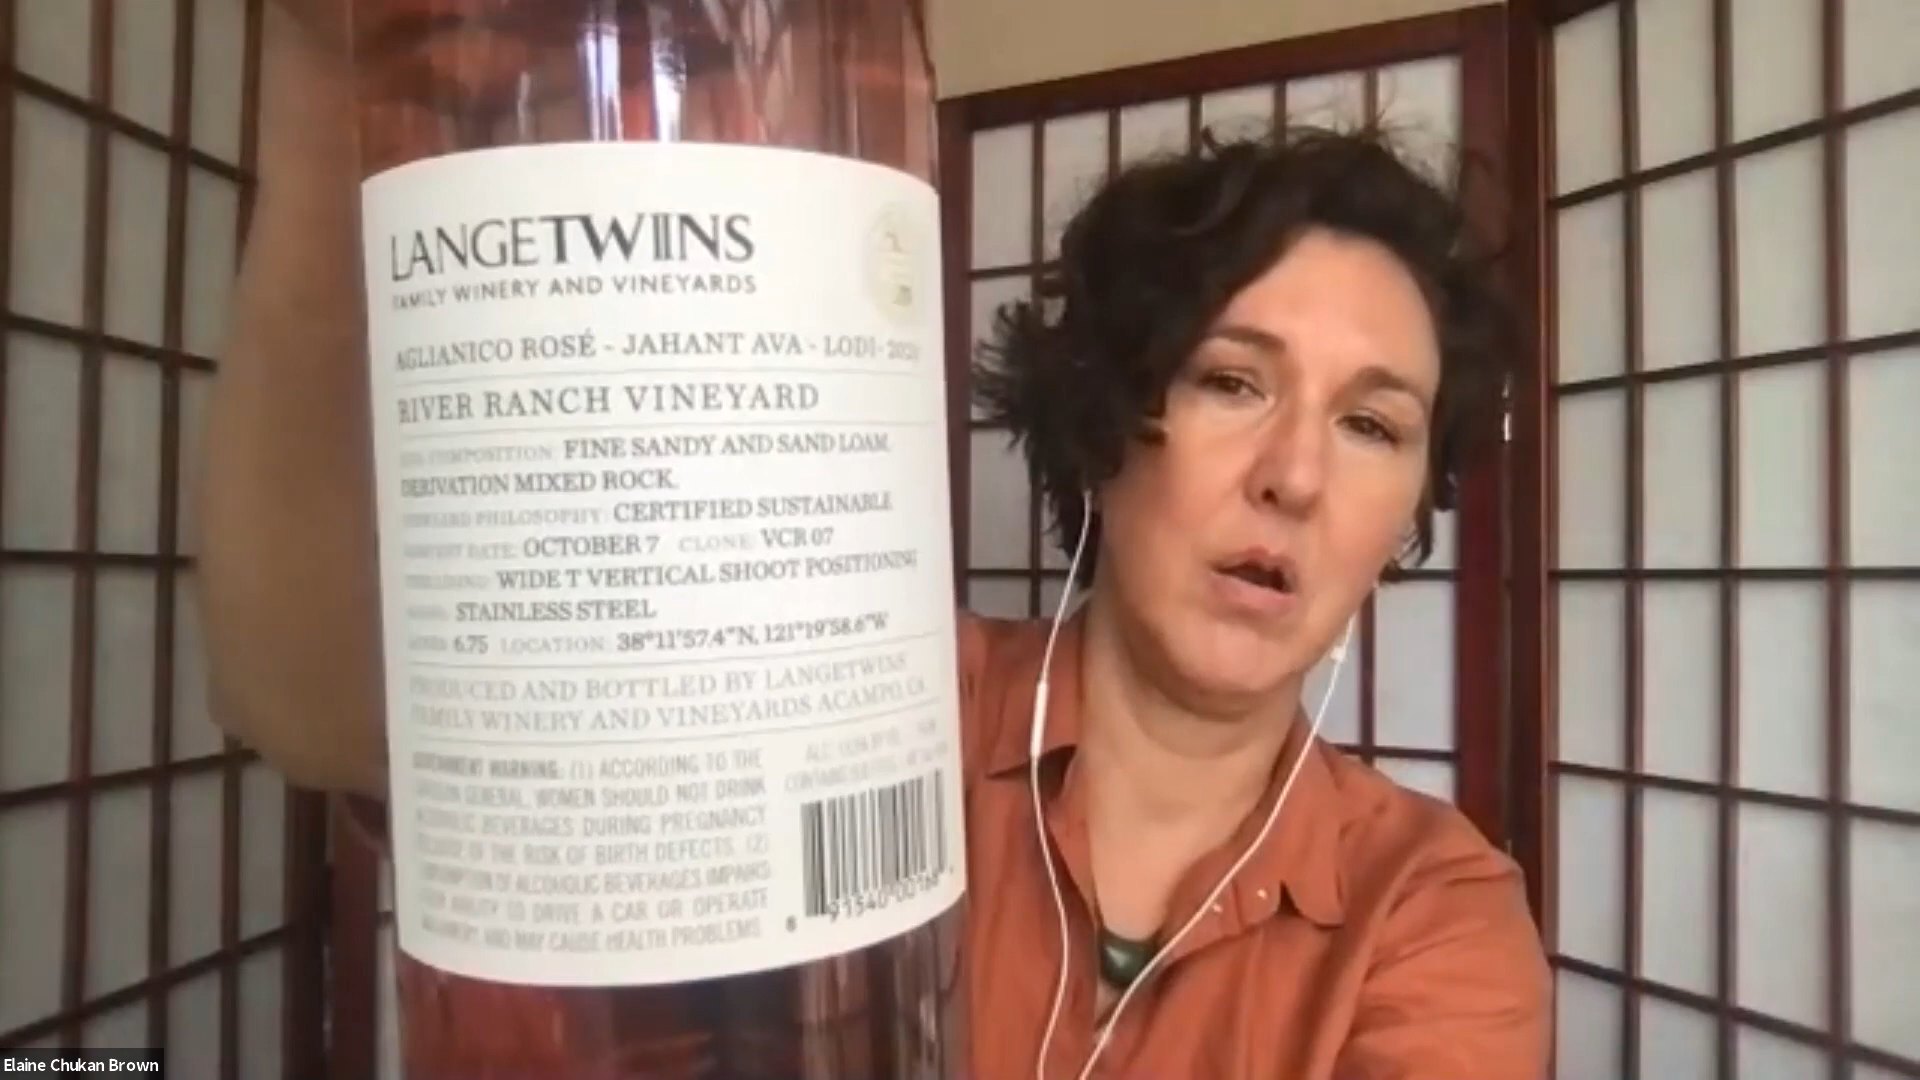 LANGETWINS
FAMILY WINERY AND VINEYARDS
AGLIANICO ROSÉ - JAHANT AVA - LODI -
RIVER RANCH VINEYARD
COMPOSITION: FINE SANDY AND SAND LOAM,
DERIVATION MIXED ROCK.
PHILOSOPHY: CERTIFIED SUSTAINABLE
HARVEST DATE: OCTOBER 7 CLONE: VCR 07
WIDE T VERTICAL SHOOT POSITIONING
STAINLESS STEEL
6.75 LOCATION: 38°11'57.4"N, 121°19'58.6"W
PRODUCED AND BOTTLED BY LANGETWINS
FAMILY WINERY AND VINEYARDS ACAMPO, CA
GOVERNMENT WARNING: (1) ACCORDING TO THE
SURGEON GENERAL, WOMEN SHOULD NOT DRINK
ALCOHOLIC BEVERAGES DURING PREGNANCY
BECAUSE OF THE RISK OF BIRTH DEFECTS. (2)
CONSUMPTION OF ALCOHOLIC BEVERAGES IMPAIRS
YOUR ABILITY TO DRIVE A CAR OR OPERATE
MACHINERY, AND MAY CAUSE HEALTH PROBLEMS.
Elaine Chukan Brown